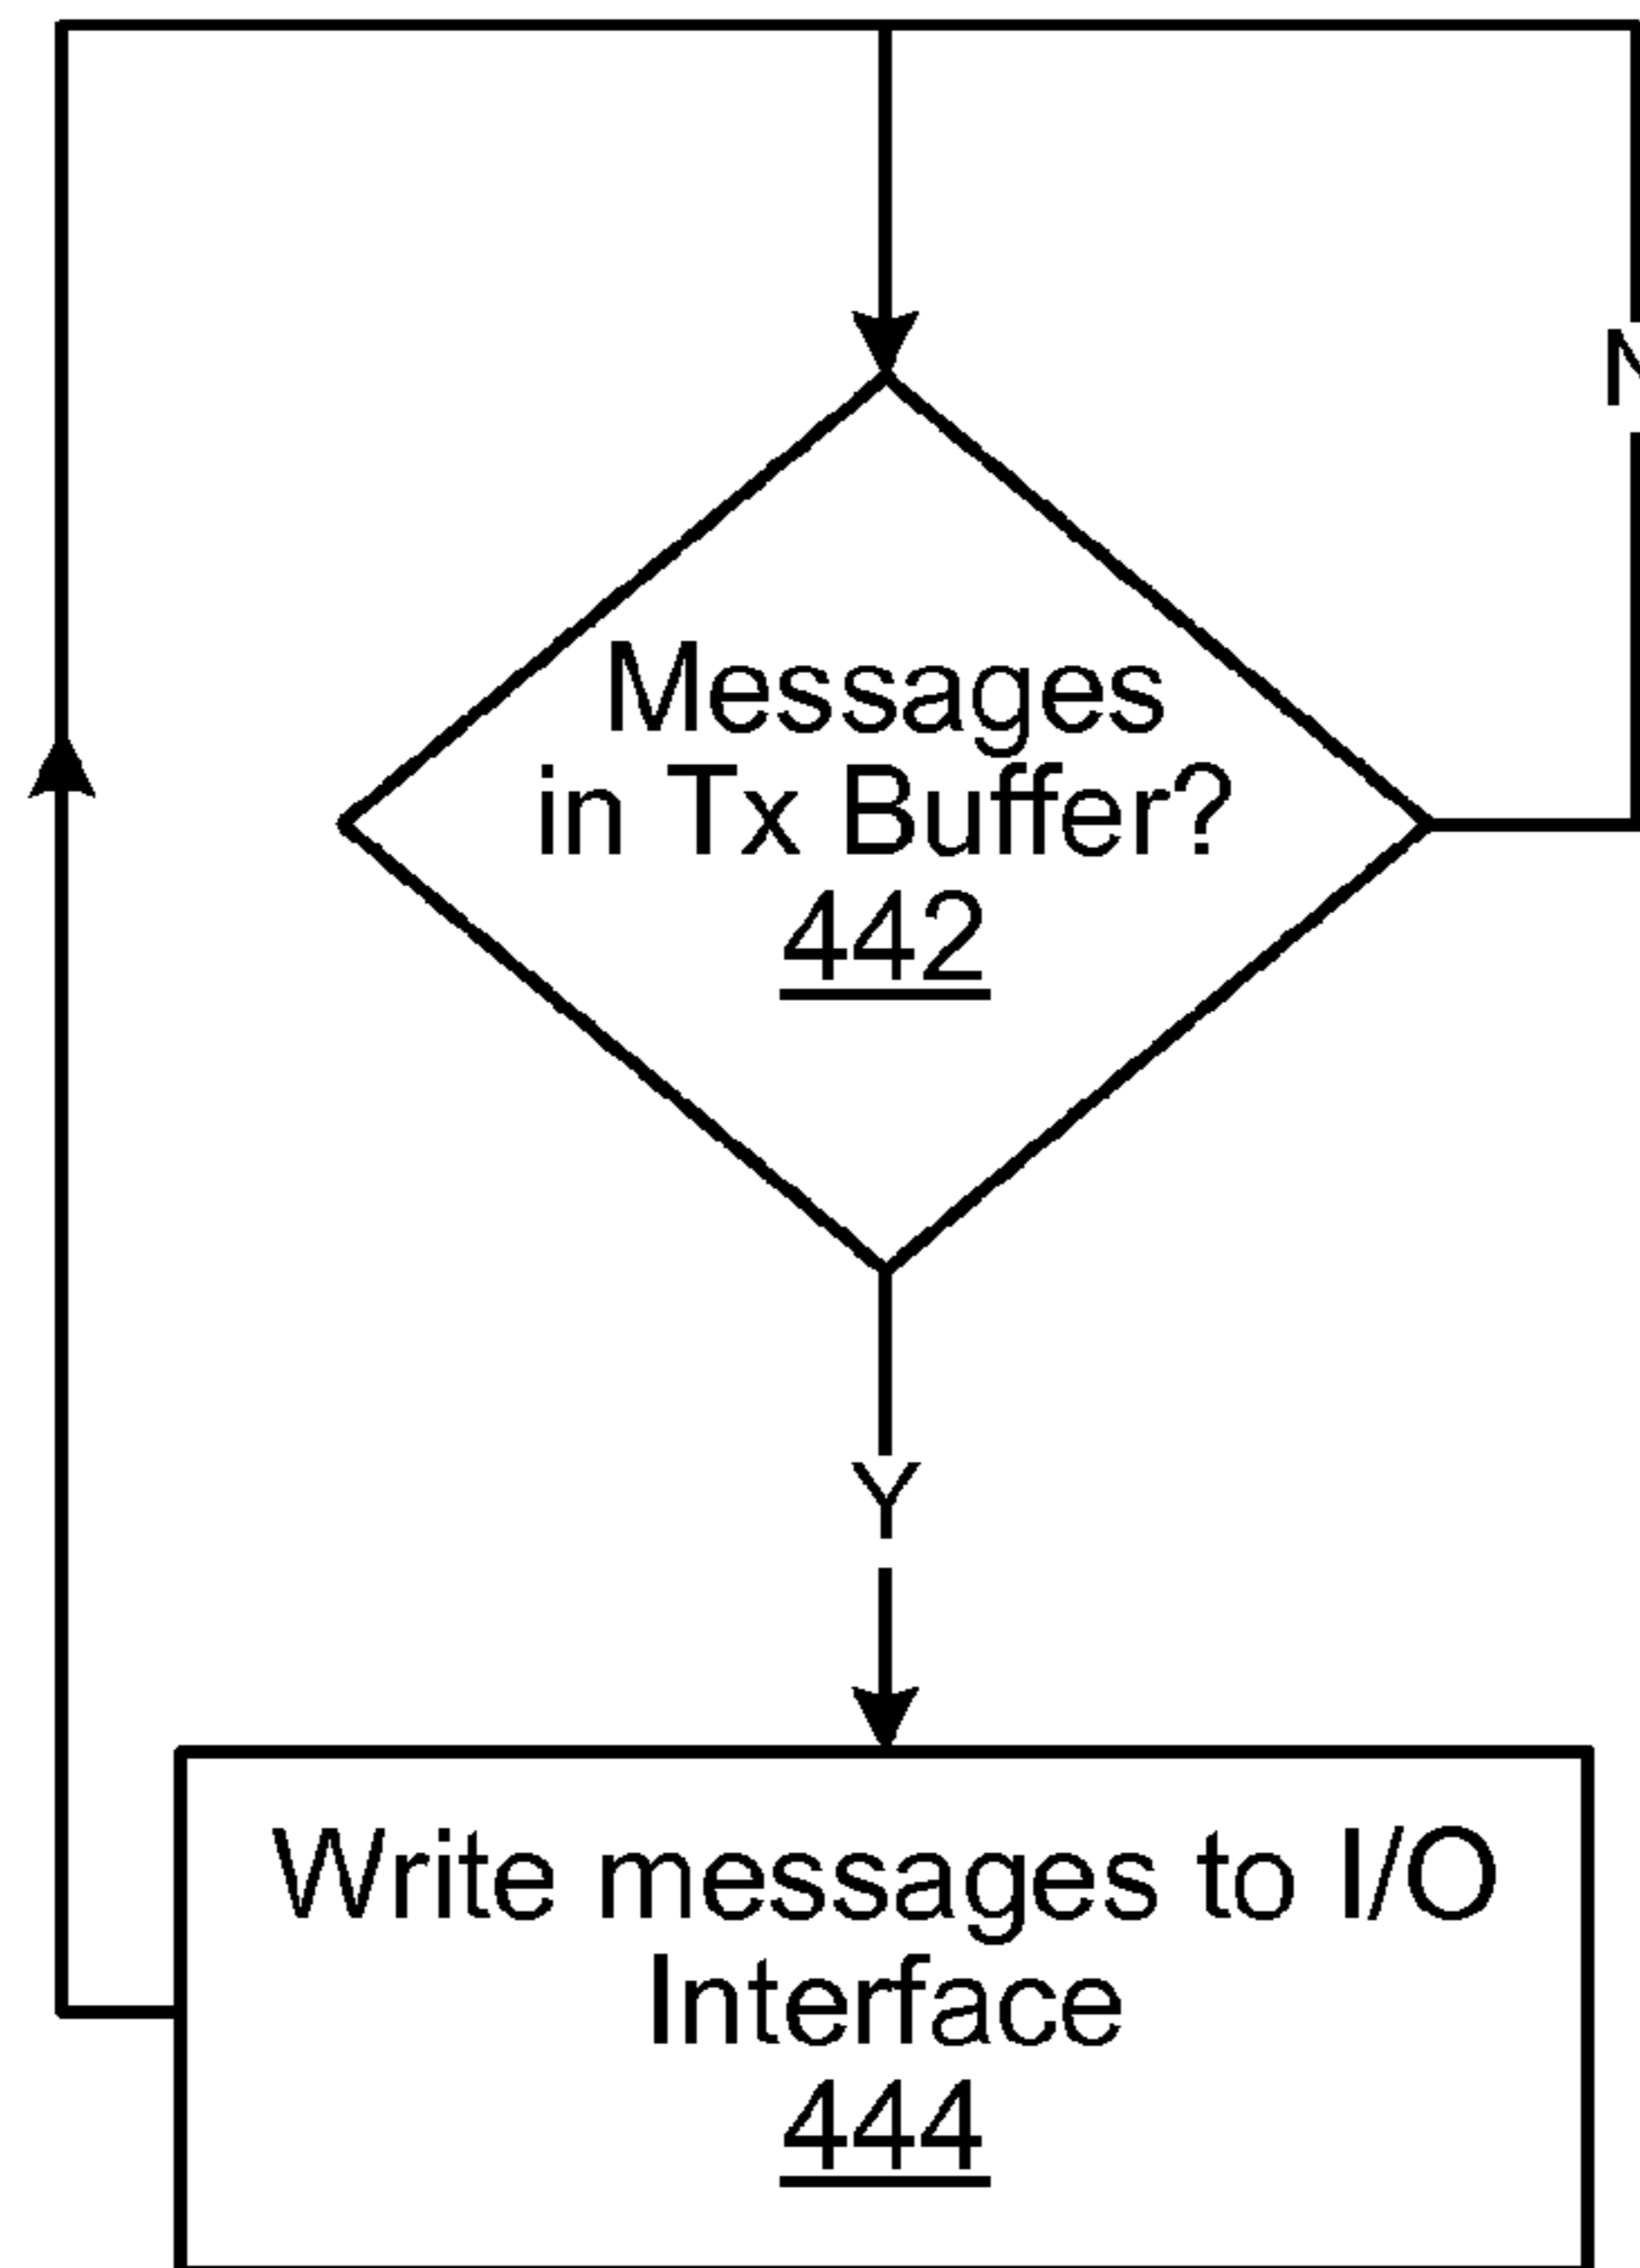 N
Messages
in Tx Buffer?
442
Y
Write messages to I/O
Interface
444